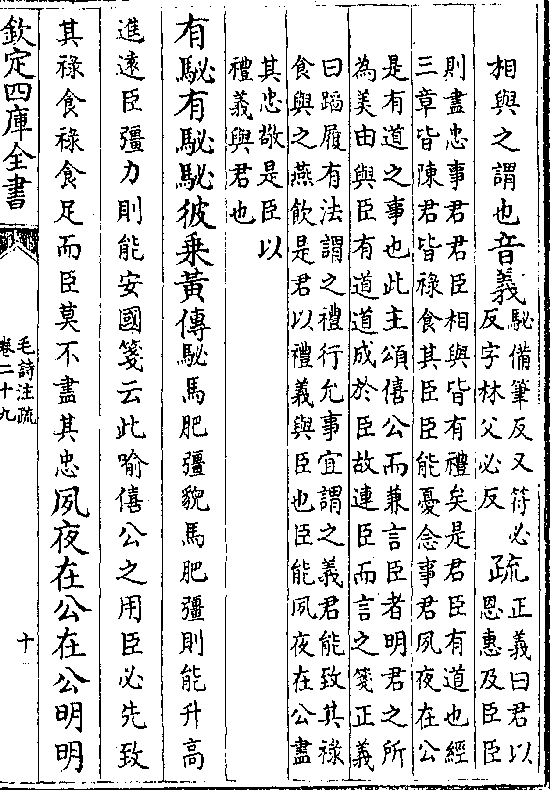 相與之謂也音義駜備筆反又符必
反字林父必反疏正義曰君以
恩惠及臣臣
則盡忠事君君臣相與皆有禮矣是君臣有道也經
三章皆陳君皆祿食其臣臣能憂念事君夙夜在公
是有道之事也此主頌僖公而兼言臣者明君之所
為美由與臣有道道成於臣故連臣而言之箋正義
曰蹈履有法謂之禮行允事宜謂之義君能致其祿
食與之燕飲是君以禮義與臣也臣能夙夜在公盡
其忠敬是臣以
禮義與君也
有駜有駜駜彼乗黃傳駜馬肥彊貌馬肥彊則能升高
進逺臣彊力則能安國箋云此喻僖公之用臣必先致
其祿食祿食足而臣莫不盡其忠夙夜在公在公明明
欽定四庫全書
毛詩注疏
卷二十九
十